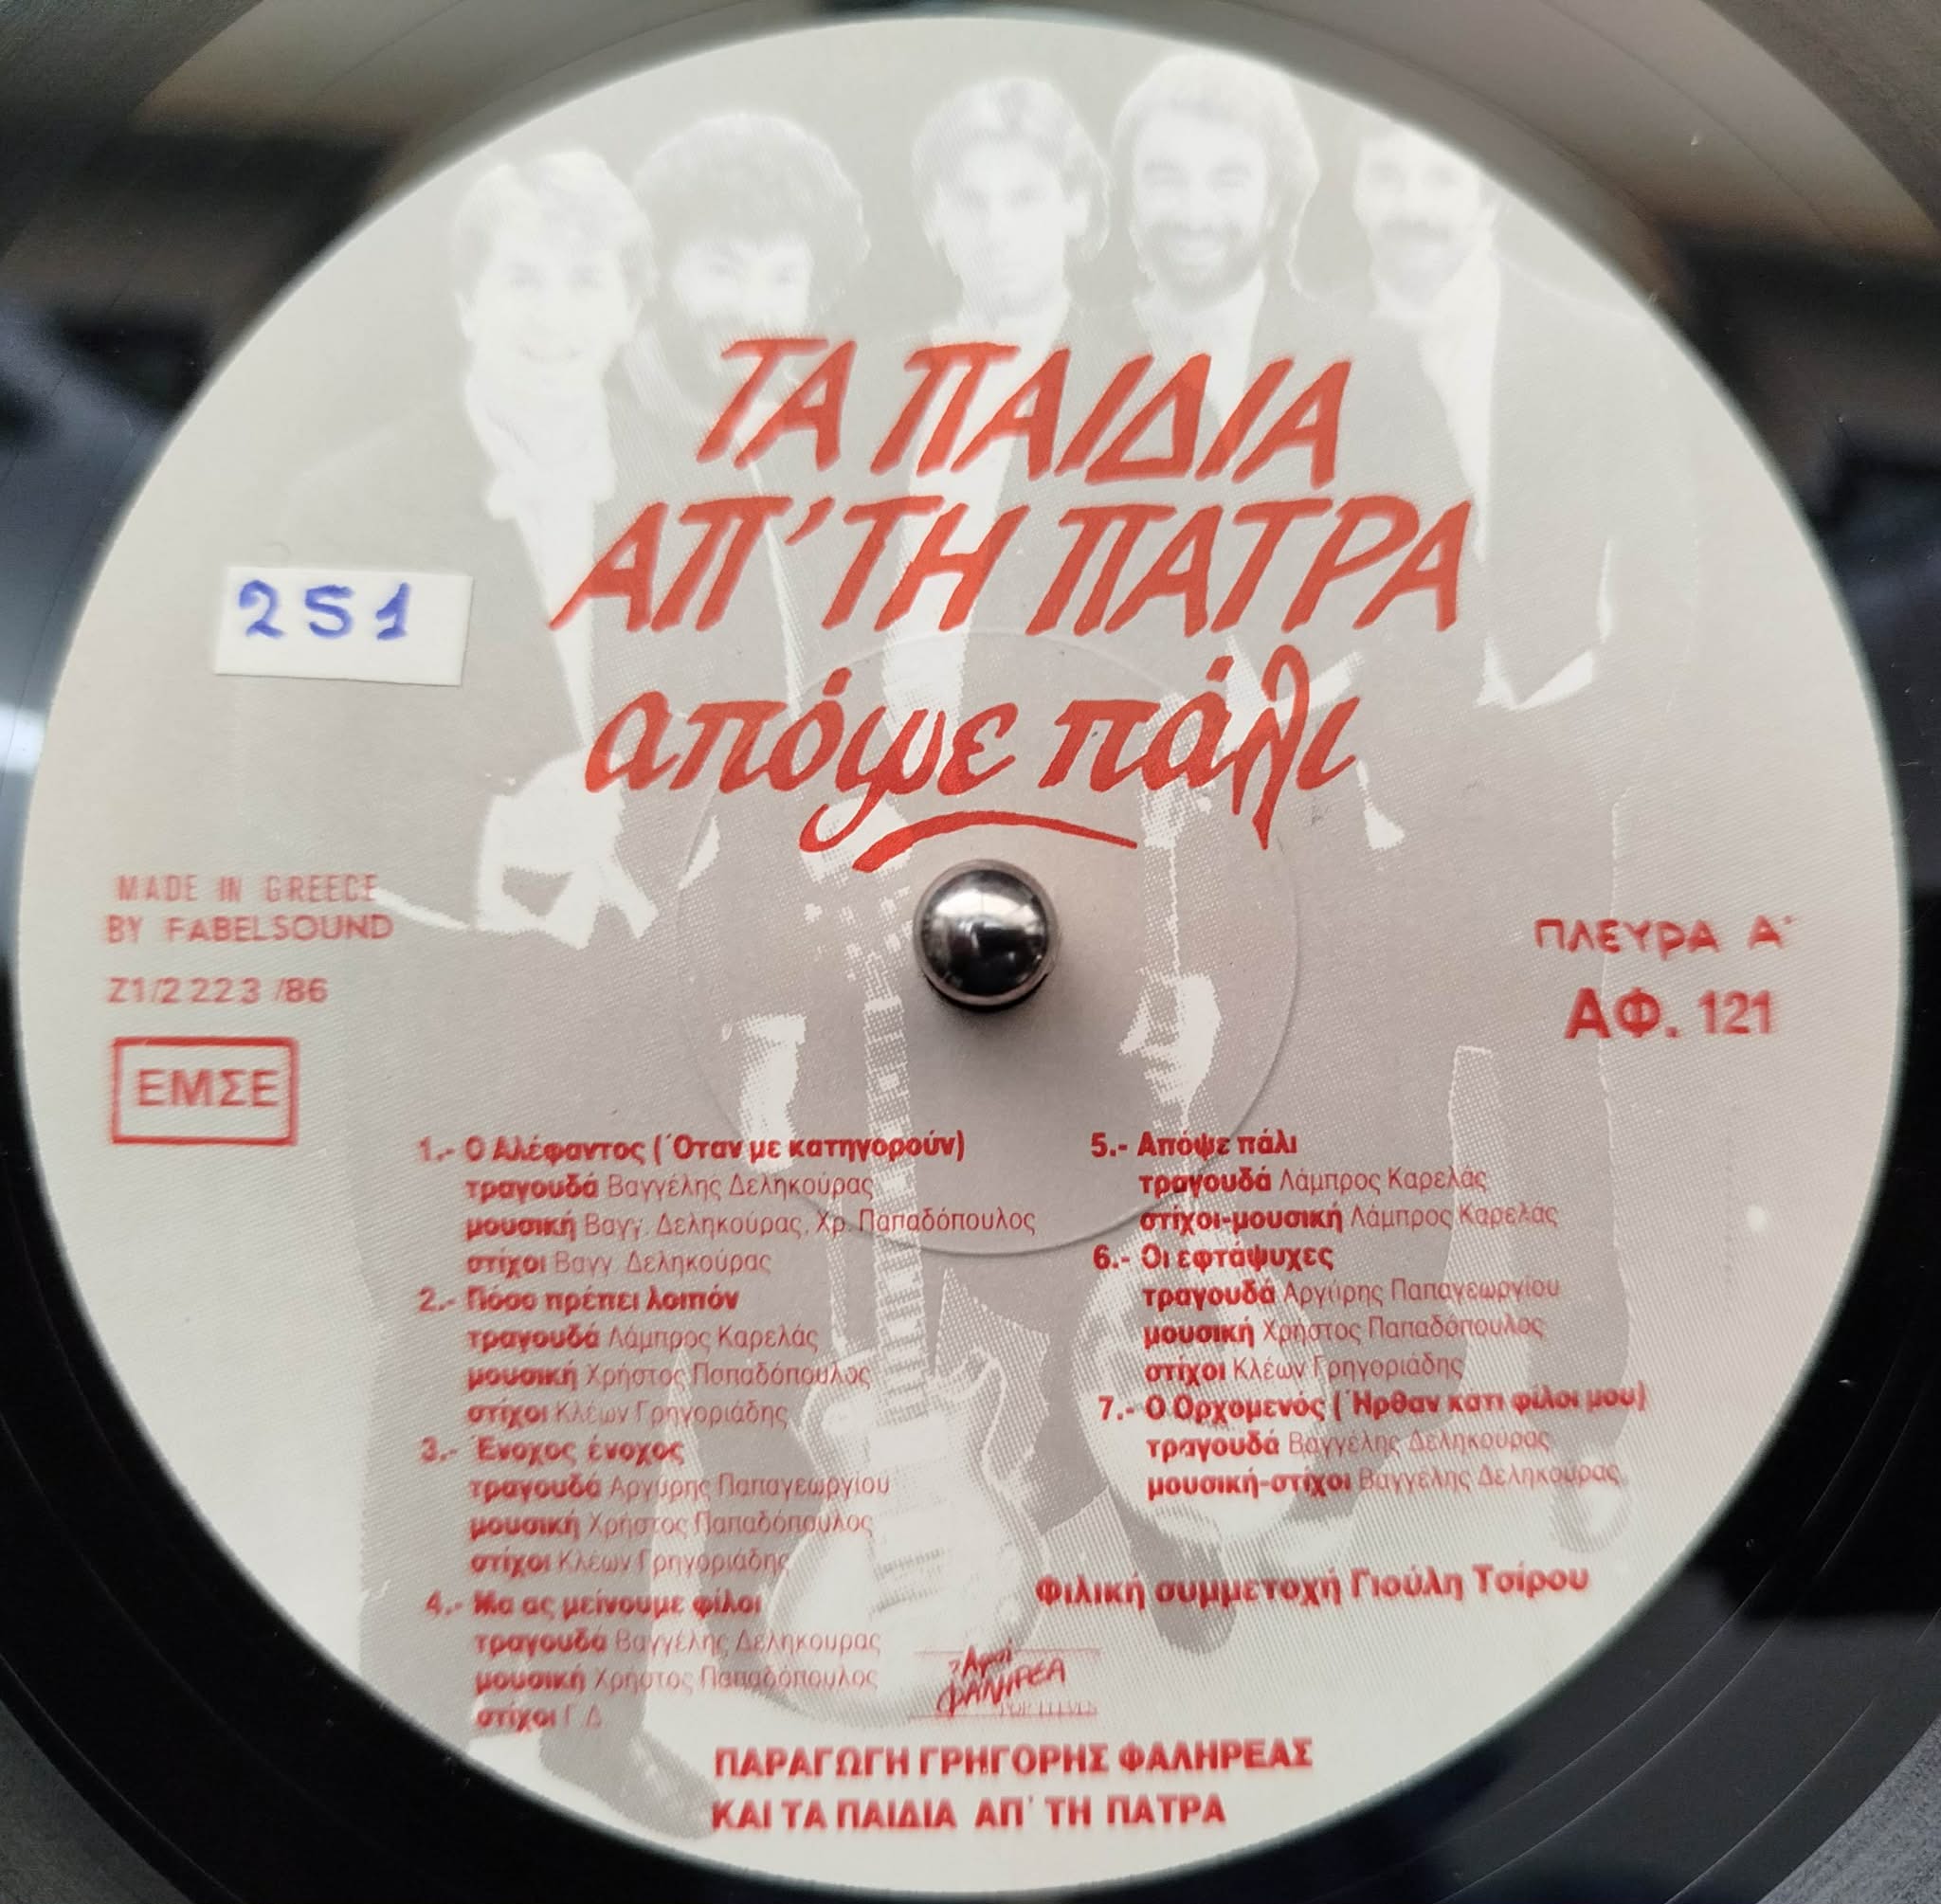 ΤΑ ΠΑΙΔΙΑ
ΑΠ' ΤΗ ΠΑΤΡΑ
απόψε πάλι
251
MADE IN GREECE
BY FABELSOUND
Z1/2 223 /86
ΕΜΣΕ
ΠΛΕΥΡΑ Α'
ΑΦ. 121
1.- Ο Αλέφαντος (Όταν με κατηγορούν)
τραγουδά Βαγγέλης Δεληκούρας
μουσική Βαγγ. Δεληκούρας, Χρ. Παπαδόπουλος
στίχοι Βαγγ. Δεληκούρας
2.- Πόσο πρέπει λοιπόν
τραγουδά Λάμπρος Καρελάς
μουσική Χρήστος Παπαδόπουλος
στίχοι Κλέων Γρηγοριάδης
3.- Ένοχος ένοχος
τραγουδά Αργύρης Παπαγεωργίου
μουσική Χρήστος Παπαδόπουλος
στίχοι Κλέων Γρηγοριάδης
4.- Μα ας μείνουμε φίλοι
τραγουδά Βαγγέλης Δεληκουρας
μουσική Χρήστος Παπαδόπουλος
στίχοι Γ Δ
5.- Απόψε πάλι
τραγουδά Λάμπρος Καρελάς
στίχοι-μουσική Λάμπρος Καρελάς
6.- Οι εφτάψυχες
τραγουδά Αργύρης Παπαγεωργίου
μουσική Χρήστος Παπαδόπουλος
στίχοι Κλέων Γρηγοριάδης
7.- Ο Ορχομενός (Ήρθαν κατι φίλοι μου)
τραγουδά Βαγγέλης Δεληκουρας
μουσική-στίχοι Βαγγέλης Δεληκουρας
Φιλική συμμετοχή Γιούλη Τσίρου
Αφοί
ΦΑΛΗΡΕΑ
ΠΑΡΑΓΩΓΗ ΓΡΗΓΟΡΗΣ ΦΑΛΗΡΕΑΣ
ΚΑΙ ΤΑ ΠΑΙΔΙΑ ΑΠ' ΤΗ ΠΑΤΡΑ